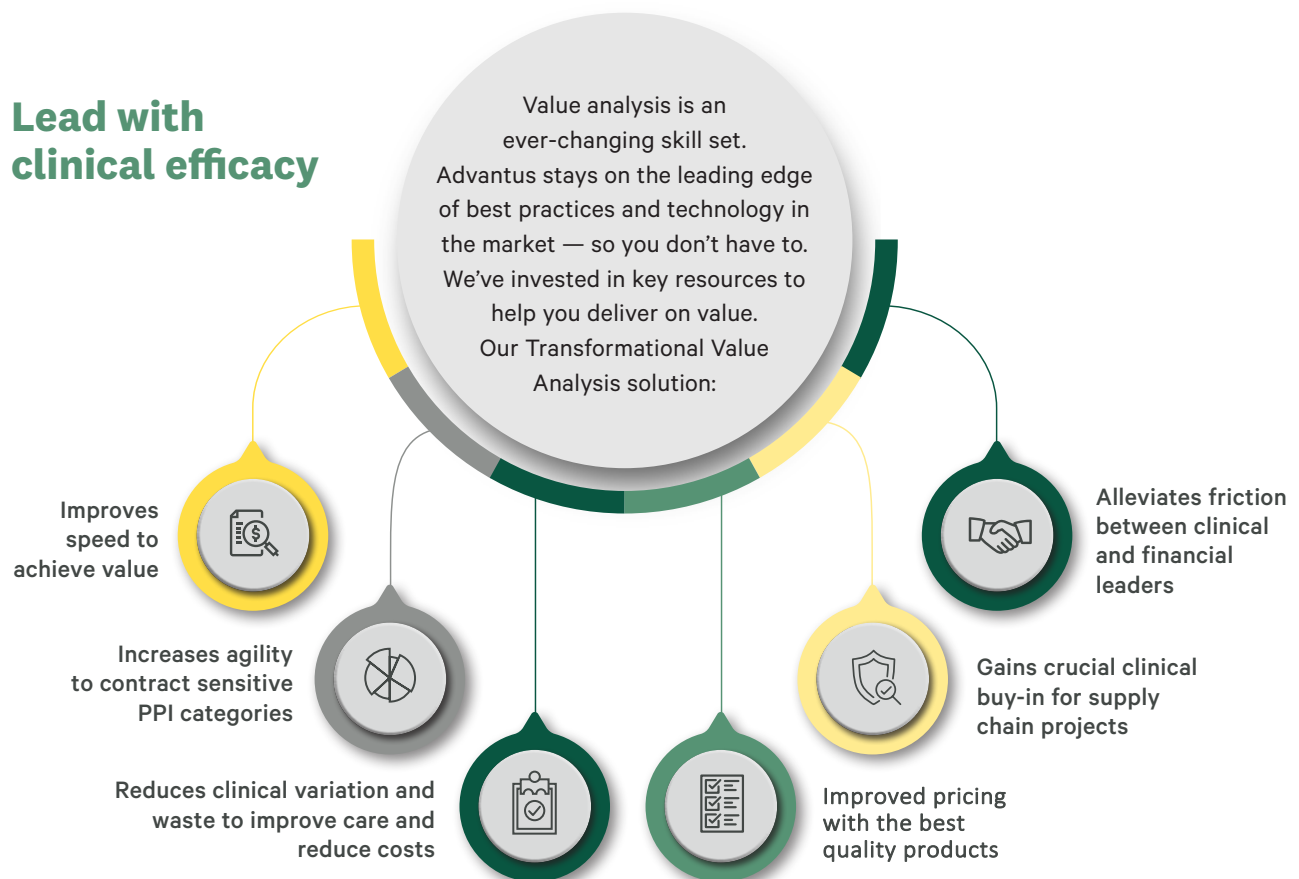 Lead with
clinical efficacy
Value analysis is an
ever-changing skill set.
Advantus stays on the leading edge
of best practices and technology in
the market — so you don’t have to.
We’ve invested in key resources to
help you deliver on value.
Our Transformational Value
Analysis solution:
Improves
speed to
achieve value
$
Increases agility
to contract sensitive
PPI categories
Reduces clinical variation and
waste to improve care and
reduce costs
Improved pricing
with the best
quality products
Gains crucial clinical
buy-in for supply
chain projects
Alleviates friction
between clinical
and financial
leaders